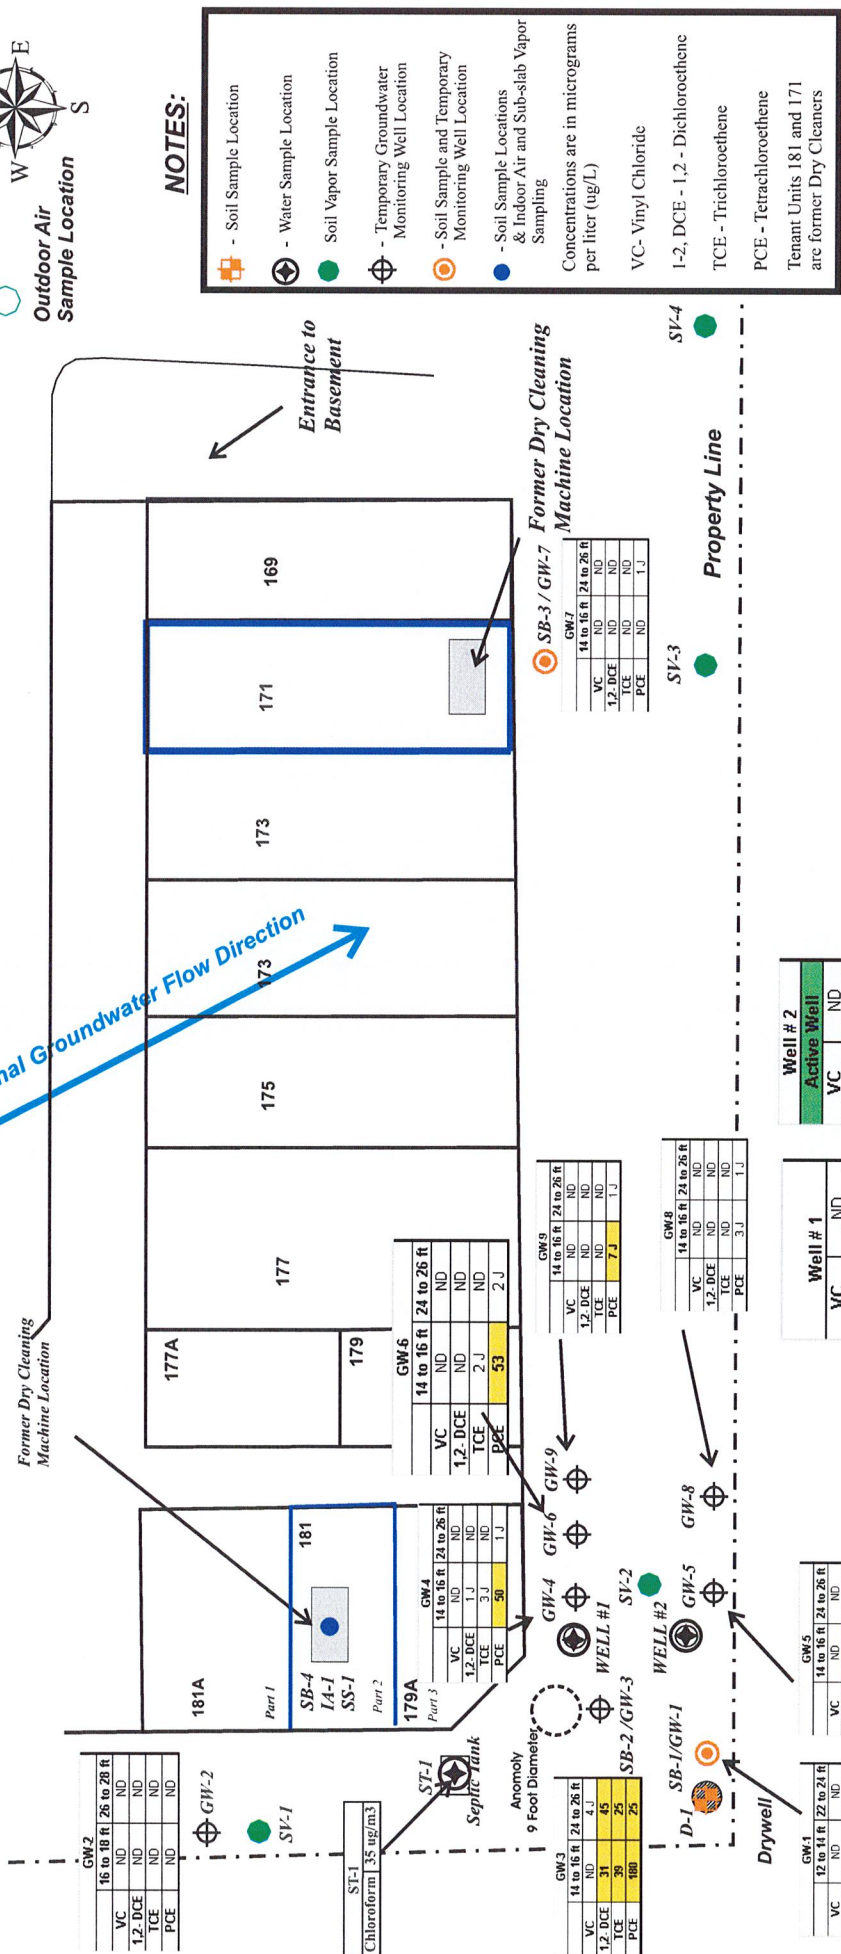 W
E
S
Outdoor Air
Sample Location
NOTES:
- Soil Sample Location
- Water Sample Location
Soil Vapor Sample Location
- Temporary Groundwater
Monitoring Well Location
- Soil Sample and Temporary
Monitoring Well Location
- Soil Sample Locations
& Indoor Air and Sub-slab Vapor
Sampling
Concentrations are in micrograms
per liter (ug/L)
VC- Vinyl Chloride
1-2, DCE - 1,2 - Dichloroethene
TCE - Trichloroethene
PCE - Tetrachloroethene
Tenant Units 181 and 171
are former Dry Cleaners
nal Groundwater Flow Direction
Former Dry Cleaning
Machine Location
Entrance to
Basement
181A
177A
179
177
175
173
173
171
169
Part 1
181
SB-4
IA-1
SS-1
Part 2
179A
Part 3
Former Dry Cleaning
Machine Location
GW-2
16 to 18 ft 26 to 28 ft
VC ND ND
1,2- DCE ND ND
TCE ND ND
PCE ND ND
GW-2
SV-1
ST-1
Chloroform 35 ug/m3
ST-1
Septic Tank
Anomoly
9 Foot Diameter
GW-4
14 to 16 ft 24 to 26 ft
VC ND ND
1,2- DCE 1 J ND
TCE 3 J ND
PCE 50 1 J
GW-6
14 to 16 ft 24 to 26 ft
VC ND ND
1,2- DCE ND ND
TCE 2 J ND
PCE 53 2 J
GW-9
14 to 16 ft 24 to 26 ft
VC ND ND
1,2- DCE ND ND
TCE ND ND
PCE 7 J 1 J
SB-3 / GW-7
GW-7
14 to 16 ft 24 to 26 ft
VC ND ND
1,2- DCE ND ND
TCE ND ND
PCE ND 1 J
GW-4
GW-6
GW-9
WELL #1
SB-2 /GW-3
GW-3
14 to 16 ft 24 to 26 ft
VC ND 4 J
1,2- DCE 31 45
TCE 39 25
PCE 180 25
SV-2
WELL #2
GW-5
GW-8
GW-8
14 to 16 ft 24 to 26 ft
VC ND ND
1,2- DCE ND ND
TCE ND ND
PCE 3 J 1 J
SV-3
SV-4
Property Line
D-1
SB-1/GW-1
Drywell
GW-1
12 to 14 ft 22 to 24 ft
VC ND ND
GW-5
14 to 16 ft 24 to 26 ft
VC ND ND
Well # 1
VC ND
Well # 2
Active Well
VC ND